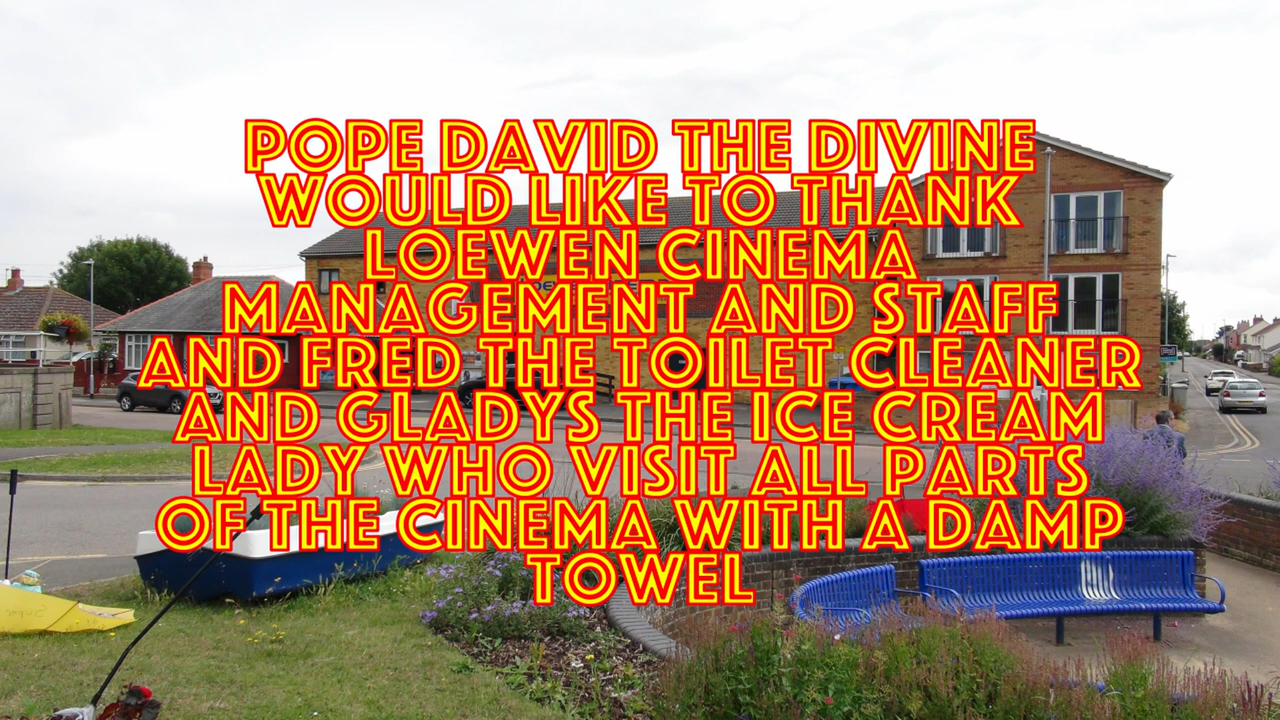 POPE DAVID THE DIVINE
WOULD LIKE TO THANK
LOEWEN CINEMA
MANAGEMENT AND STAFF
AND FRED THE TOILET CLEANER
AND GLADYS THE ICE CREAM
LADY WHO VISIT ALL PARTS
OF THE CINEMA WITH A DAMP
TOWEL